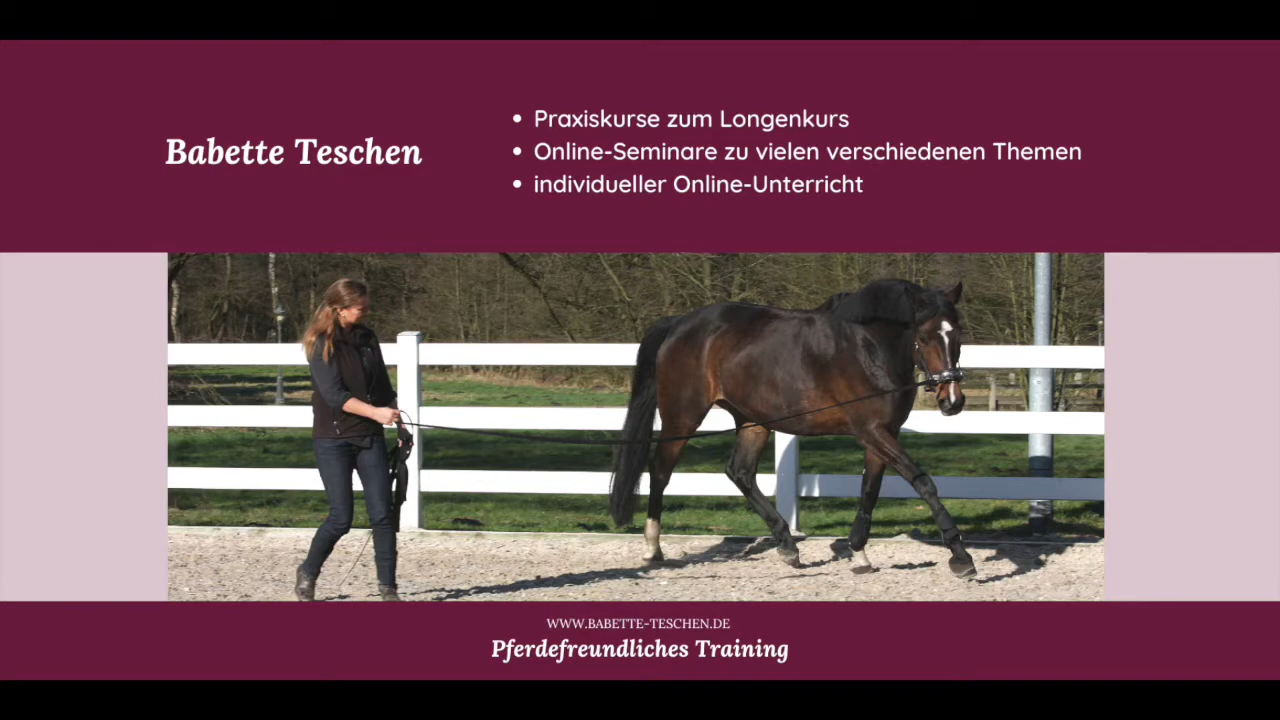 Babette Teschen
• Praxiskurse zum Longenkurs
• Online-Seminare zu vielen verschiedenen Themen
• individueller Online-Unterricht
WWW.BABETTE-TESCHEN.DE
Pferdefreundliches Training